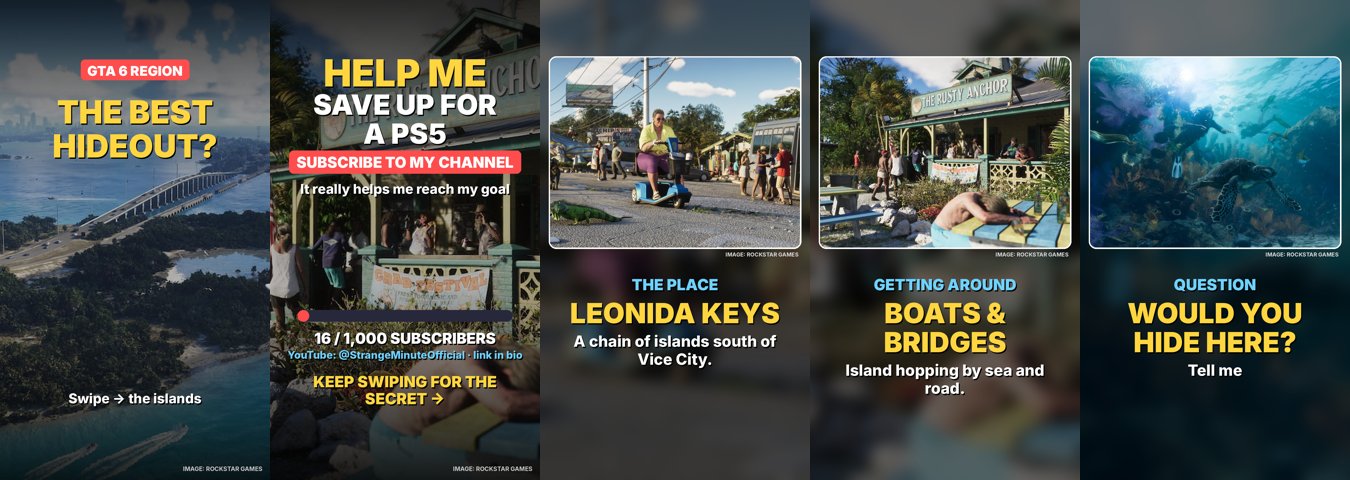 GTA 6 REGION
THE BEST
HIDEOUT?
Swipe → the islands
IMAGE: ROCKSTAR GAMES
HELP ME
SAVE UP FOR
A PS5
SUBSCRIBE TO MY CHANNEL
It really helps me reach my goal
16 / 1,000 SUBSCRIBERS
YouTube: @StrangeMinuteOfficial · link in bio
KEEP SWIPING FOR THE
SECRET →
IMAGE: ROCKSTAR GAMES
IMAGE: ROCKSTAR GAMES
THE PLACE
LEONIDA KEYS
A chain of islands south of
Vice City.
THE RUSTY ANCHOR
IMAGE: ROCKSTAR GAMES
GETTING AROUND
BOATS &
BRIDGES
Island hopping by sea and
road.
IMAGE: ROCKSTAR GAMES
QUESTION
WOULD YOU
HIDE HERE?
Tell me